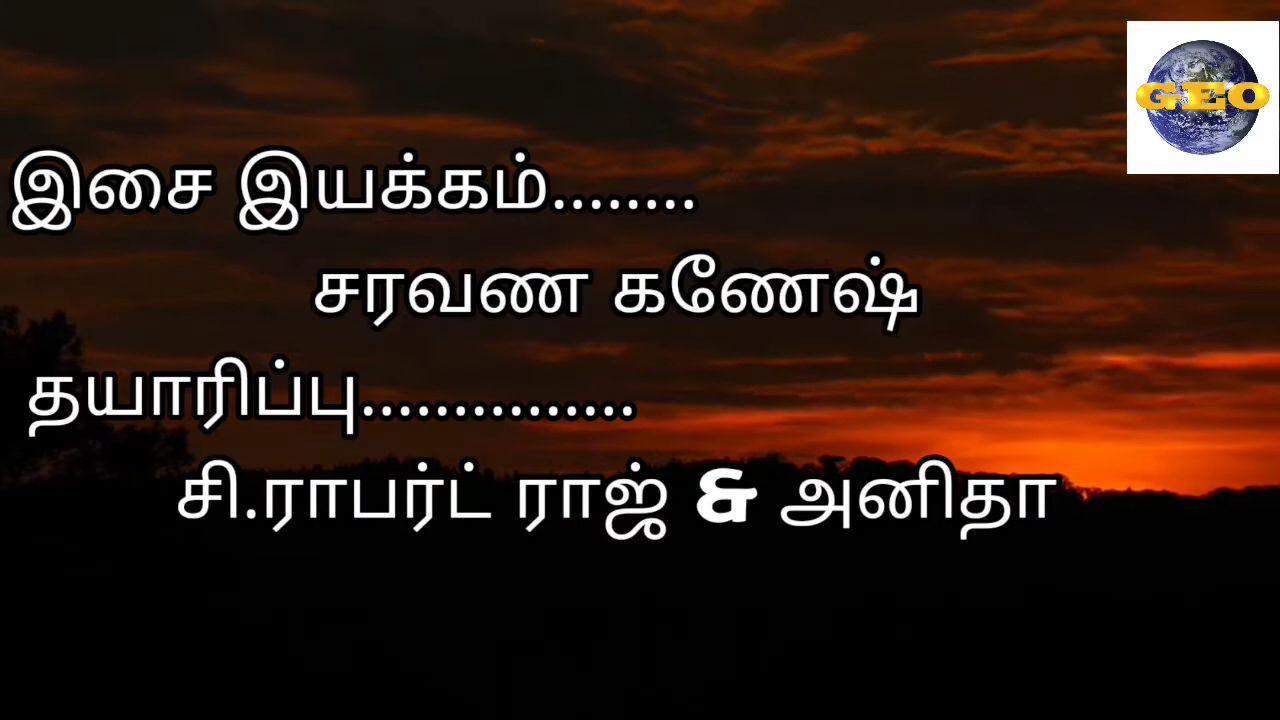 GEO
இசை இயக்கம்........
சரவண கணேஷ்
தயாரிப்பு...............
சி.ராபர்ட் ராஜ் & அனிதா